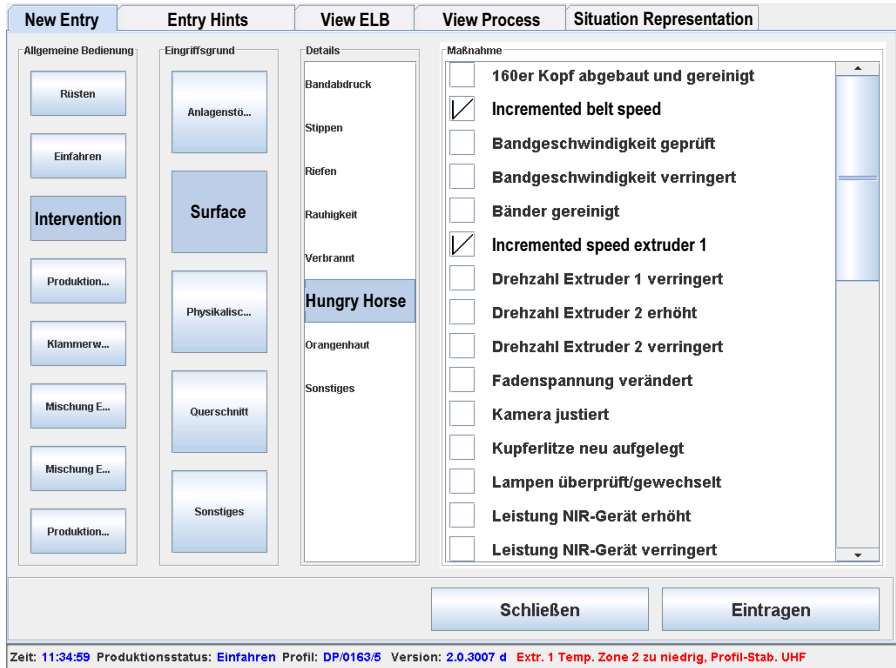 New Entry
Entry Hints
View ELB
View Process
Situation Representation
Allgemeine Bedienung
Rüsten
Einfahren
Intervention
Produktion...
Klammerw...
Mischung E...
Mischung E...
Produktion...
Eingriffsgrund
Anlagenstö...
Surface
Physikalisc...
Querschnitt
Sonstiges
Details
Bandabdruck
Stippen
Riefen
Rauhigkeit
Verbrannt
Hungry Horse
Orangenhaut
Sonstiges
Maßnahme
160er Kopf abgebaut und gereinigt
Incremented belt speed
Bandgeschwindigkeit geprüft
Bandgeschwindigkeit verringert
Bänder gereinigt
Incremented speed extruder 1
Drehzahl Extruder 1 verringert
Drehzahl Extruder 2 erhöht
Drehzahl Extruder 2 verringert
Fadenspannung verändert
Kamera justiert
Kupferlitze neu aufgelegt
Lampen überprüft/gewechselt
Leistung NIR-Gerät erhöht
Leistung NIR-Gerät verringert
Schließen
Eintragen
Zeit: 11:34:59 Produktionsstatus: Einfahren Profil: DP/0163/5 Version: 2.0.3007 d Extr. 1 Temp. Zone 2 zu niedrig, Profil-Stab. UHF